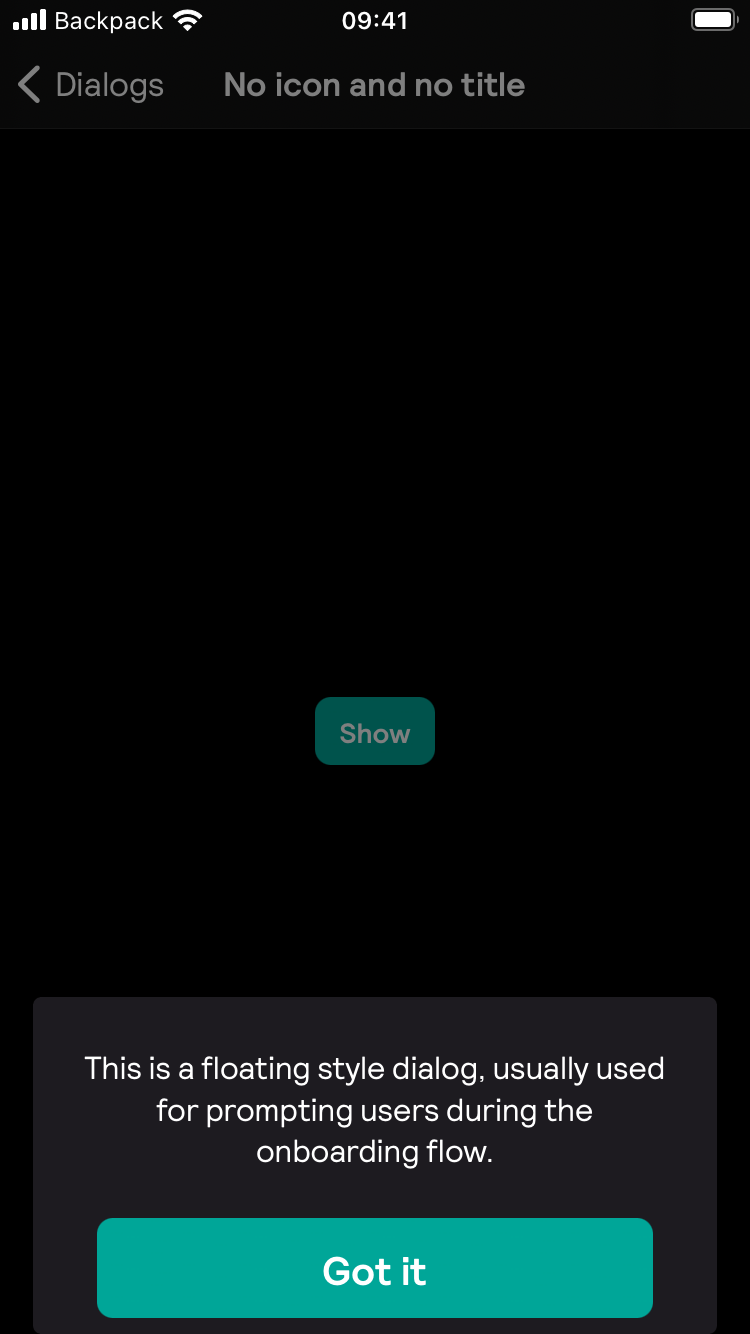 Backpack
09:41
Dialogs
No icon and no title
Show
This is a floating style dialog, usually used
for prompting users during the
onboarding flow.
Got it